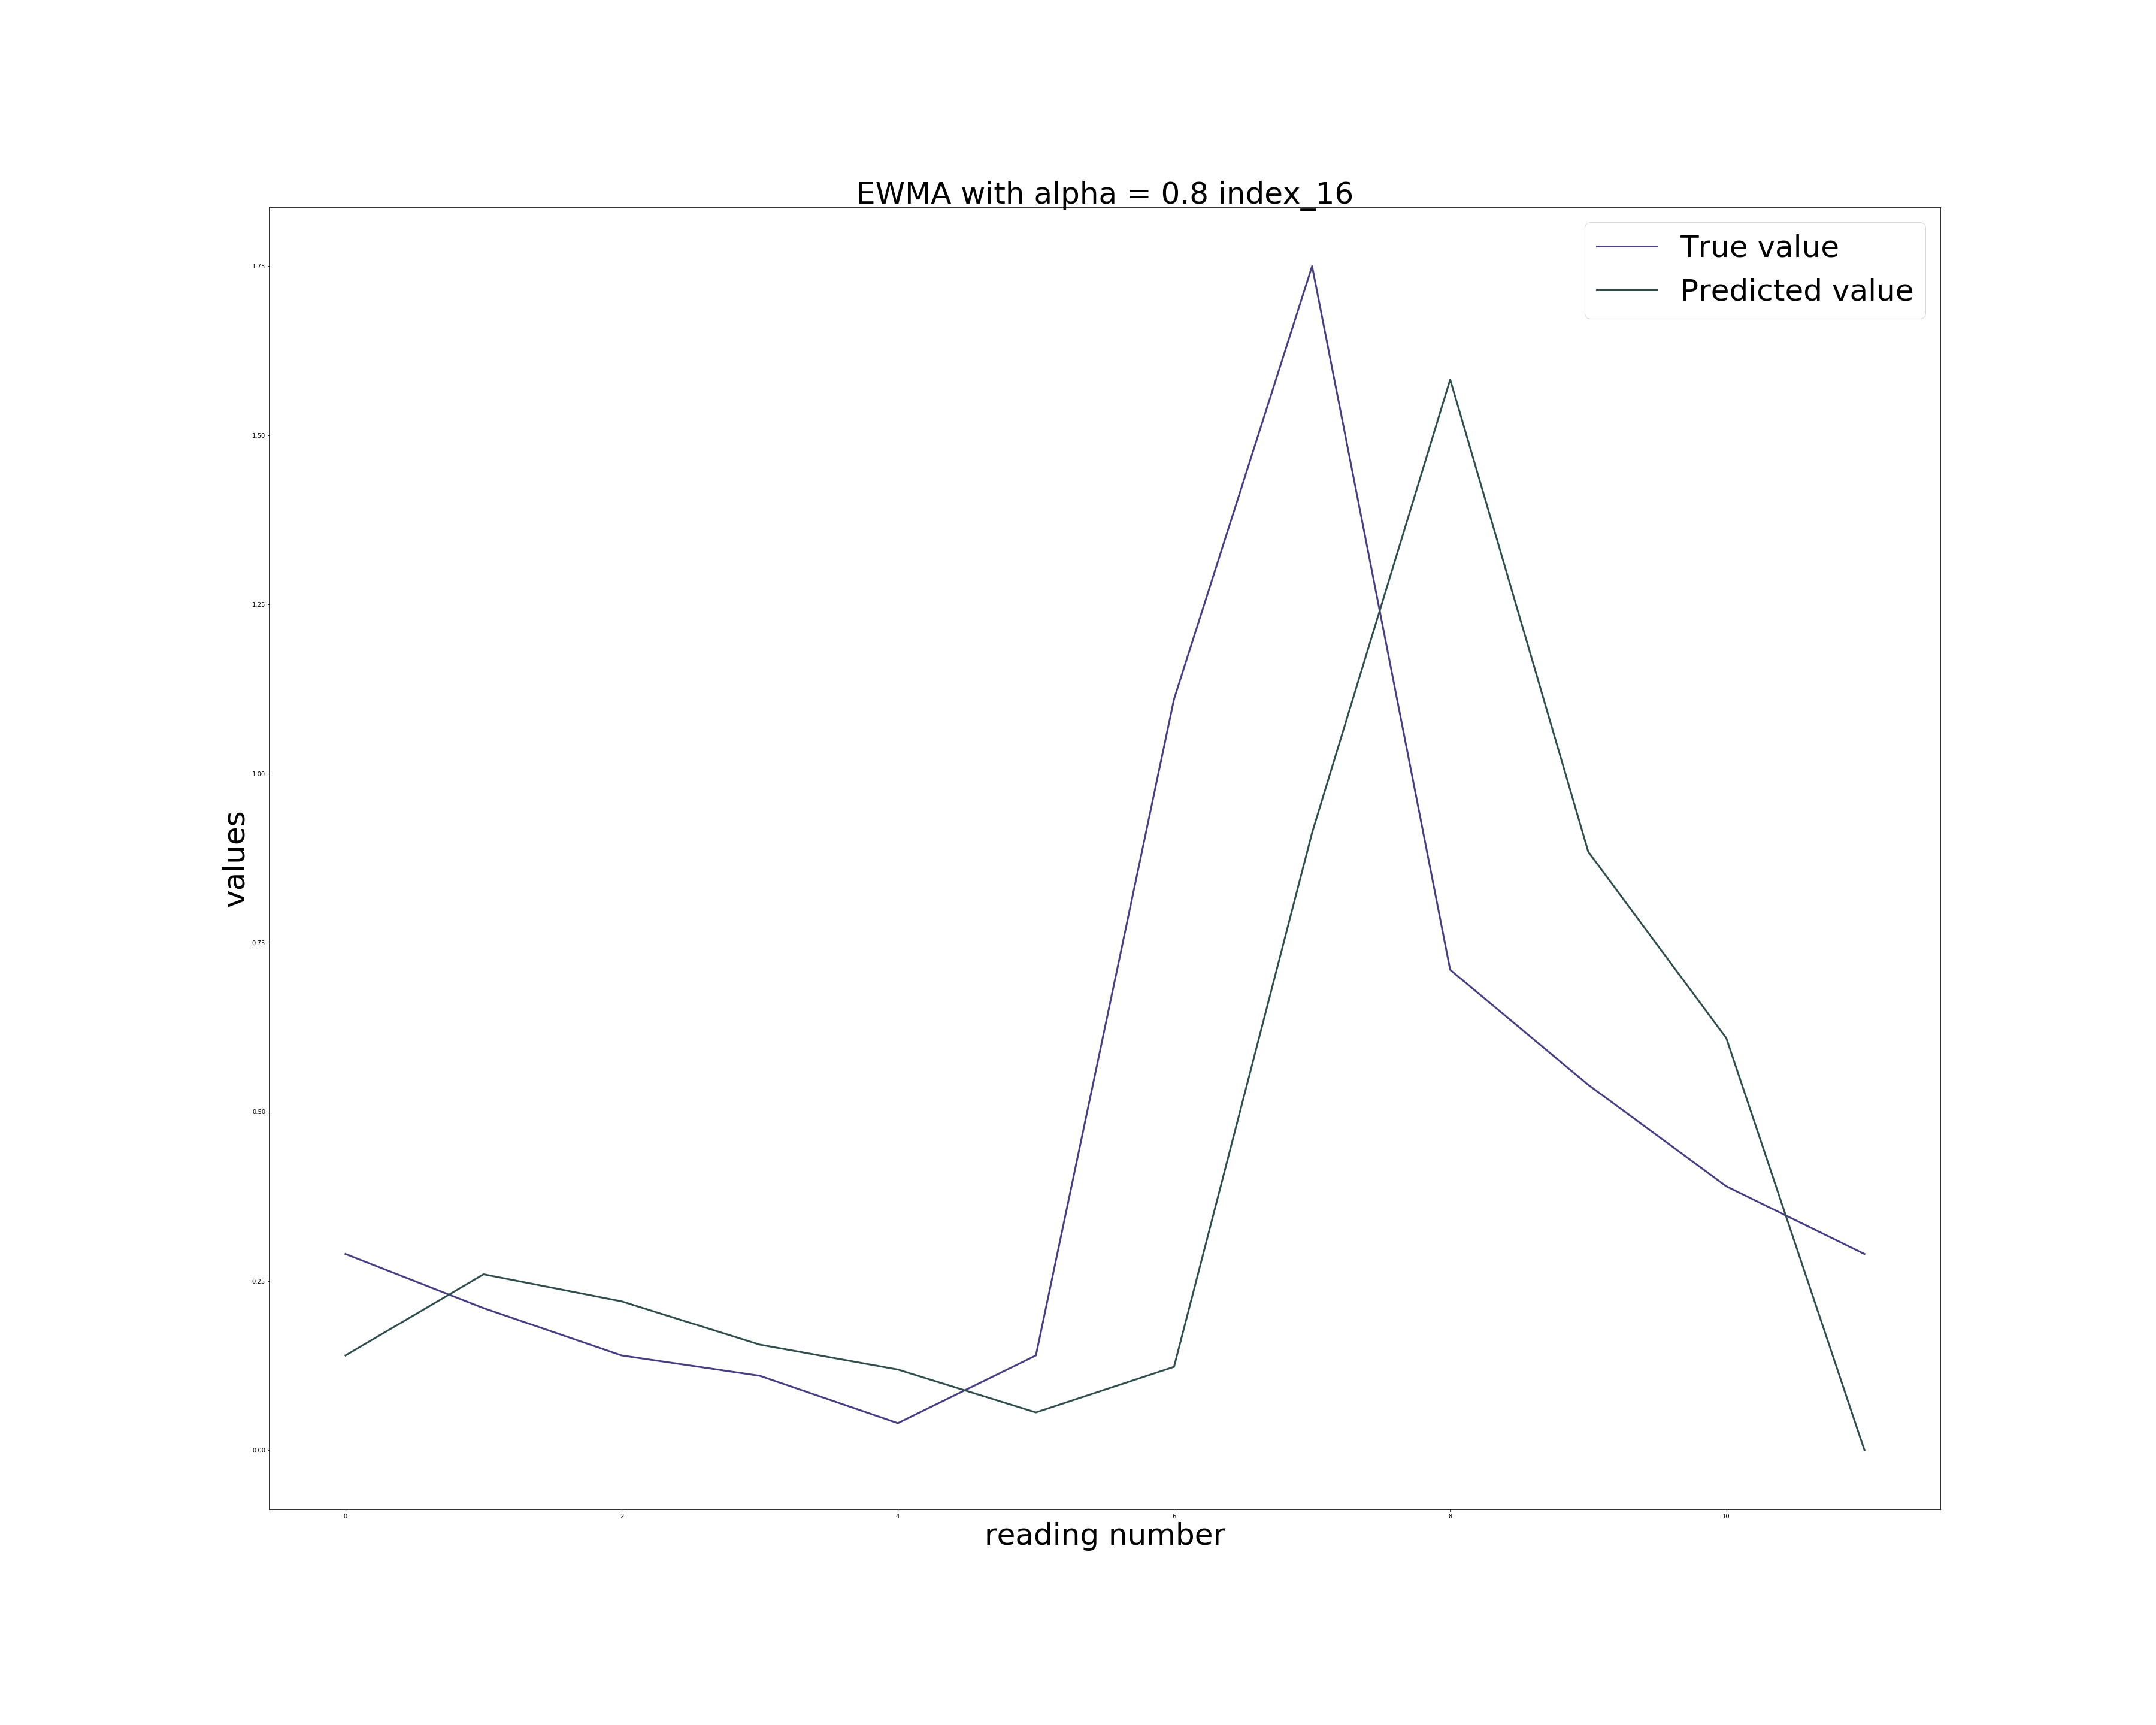 EWMA with alpha = 0.8 index_16
True value
Predicted value
1.75
1.50
1.25
1.00
0.75
0.50
0.25
0.00
values
0 2 4 6 8 10
reading number